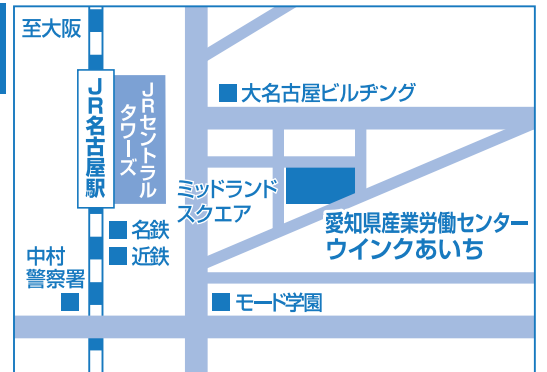 至大阪
JR名古屋駅
JRセントラル
タワーズ
大名古屋ビルヂング
ミッドランド
スクエア
愛知県産業労働センター
ウインクあいち
名鉄
近鉄
中村
警察署
モード学園